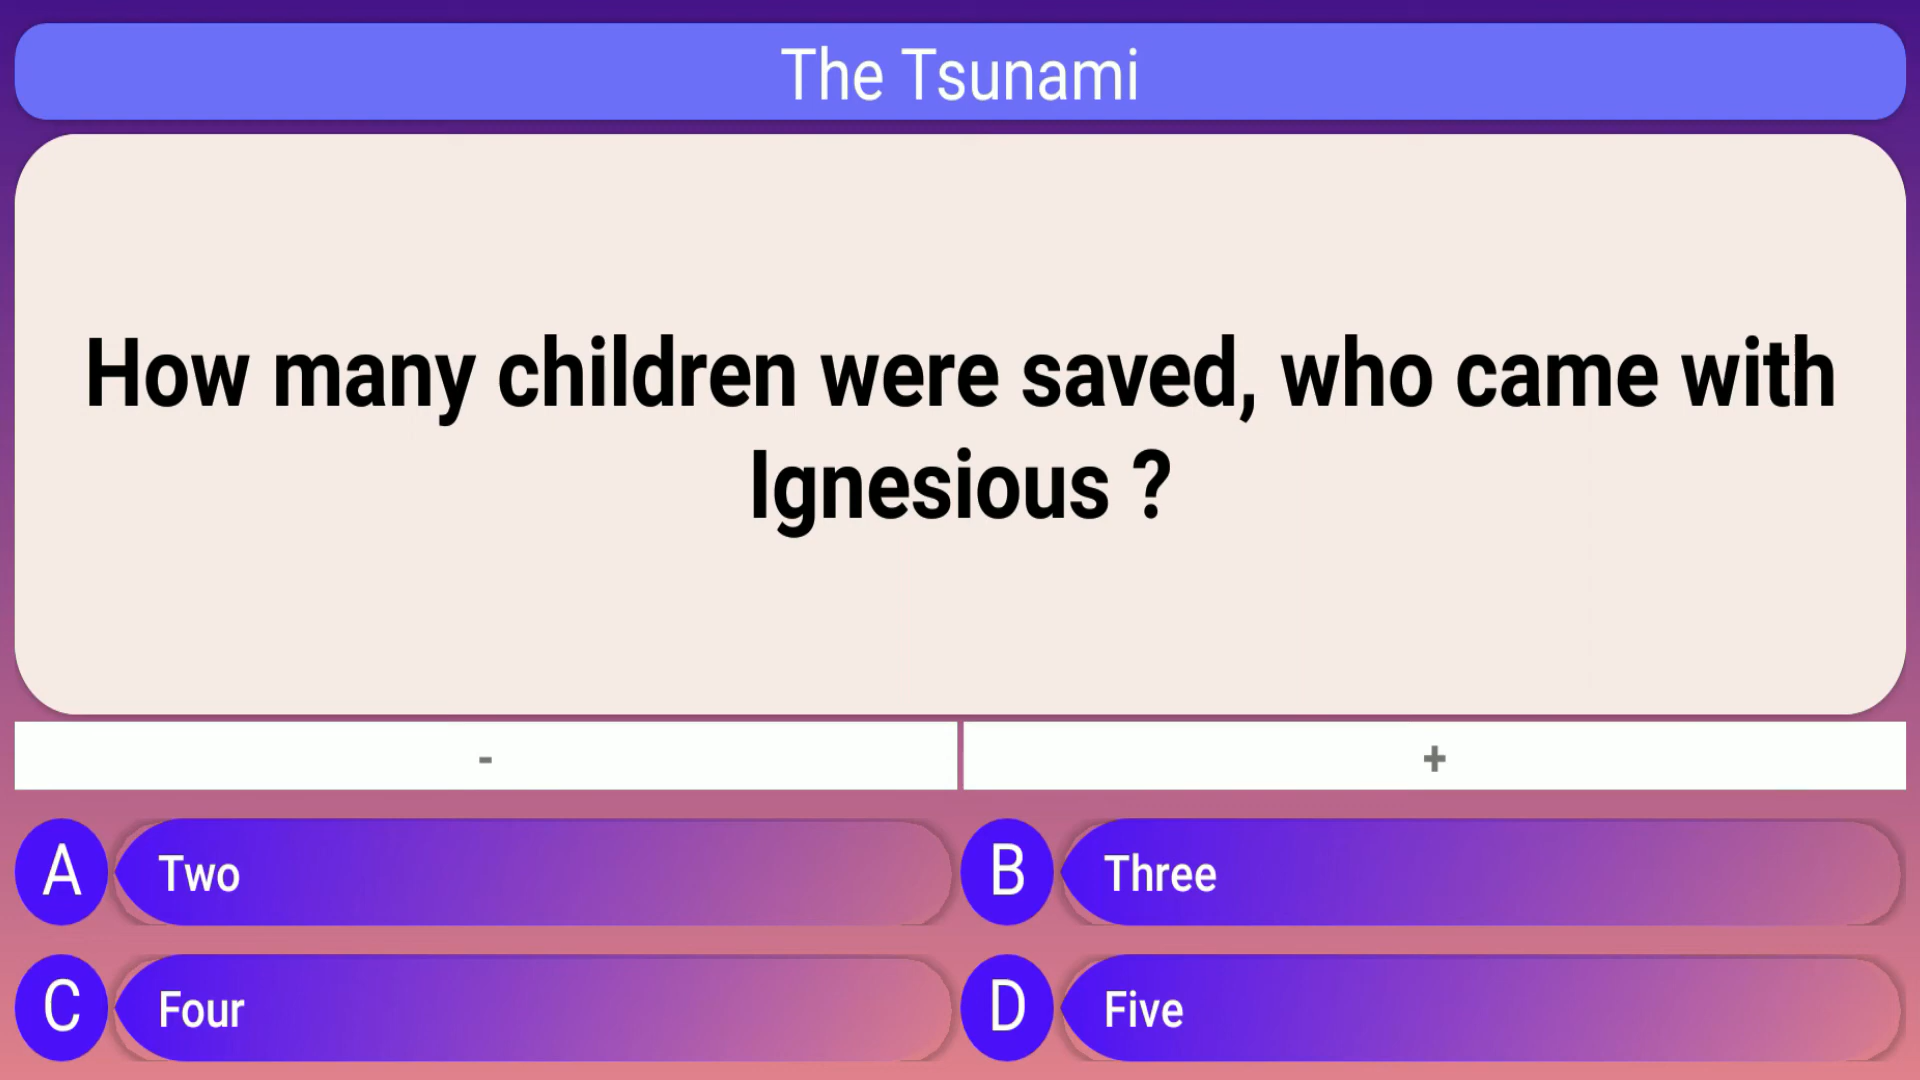 The Tsunami
How many children were saved, who came with
Ignesious ?
-
+
A Two
B Three
C Four
D Five